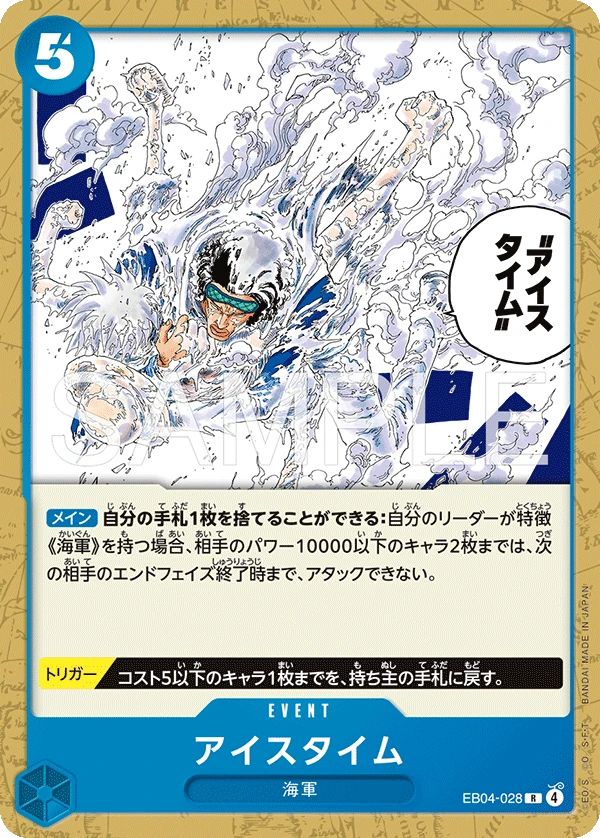 5
"アイス
タイム"
SAMPLE
メイン 自分の手札1枚を捨てることができる:自分のリーダーが特徴
《海軍》を持つ場合、相手のパワー10000以下のキャラ2枚までは、次
の相手のエンドフェイズ終了時まで、アタックできない。
トリガー コスト5以下のキャラ1枚までを、持ち主の手札に戻す。
EVENT
アイスタイム
海軍
EB04-028 R 4
©E.O./S. ©.O. S.F.T. BANDAI MADE IN JAPAN